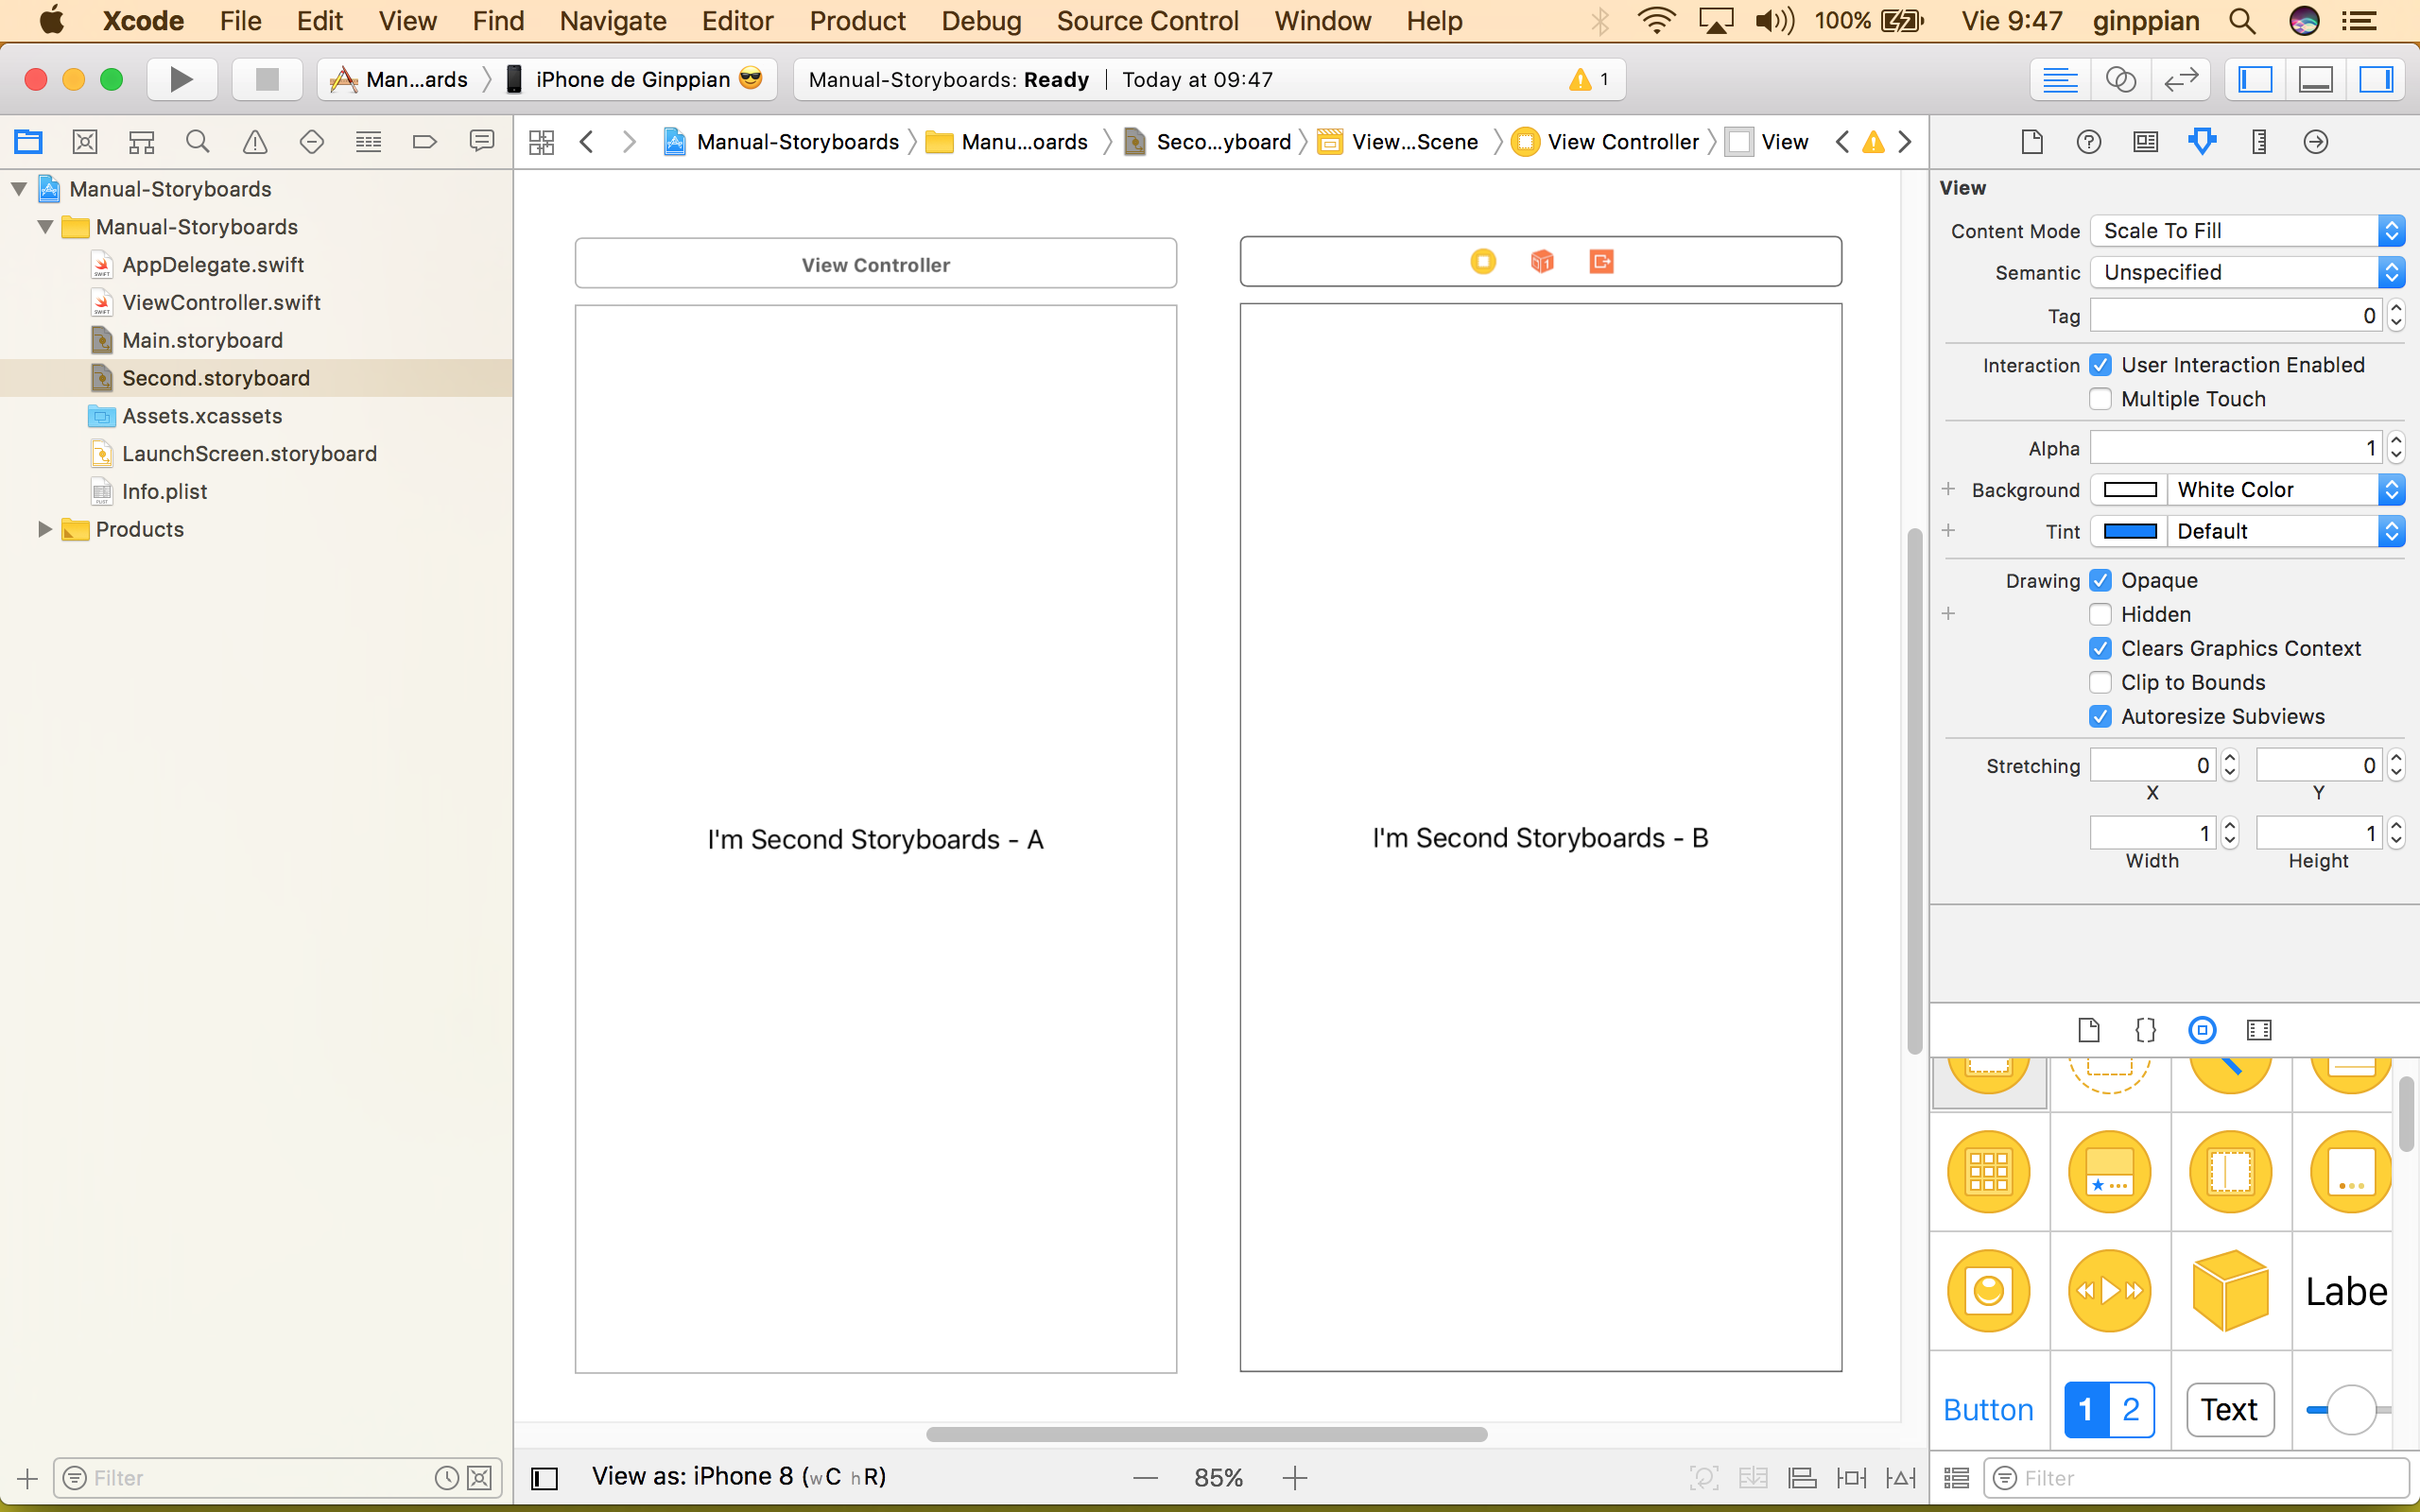 Xcode File Edit View Find Navigate Editor Product Debug Source Control Window Help 100% Vie 9:47 ginppian
Man...ards iPhone de Ginppian 😎 Manual-Storyboards: Ready | Today at 09:47 1
Manual-Storyboards Manu...oards Seco...yboard View...Scene View Controller View
Manual-Storyboards
Manual-Storyboards
AppDelegate.swift
ViewController.swift
Main.storyboard
Second.storyboard
Assets.xcassets
LaunchScreen.storyboard
Info.plist
Products
Filter
View Controller
I'm Second Storyboards - A
I'm Second Storyboards - B
View as: iPhone 8 (wC hR)
85%
View
Content Mode Scale To Fill
Semantic Unspecified
Tag 0
Interaction User Interaction Enabled
Multiple Touch
Alpha 1
Background White Color
Tint Default
Drawing Opaque
Hidden
Clears Graphics Context
Clip to Bounds
Autoresize Subviews
Stretching 0 0
X Y
1 1
Width Height
Labe
Button 1 2 Text
Filter